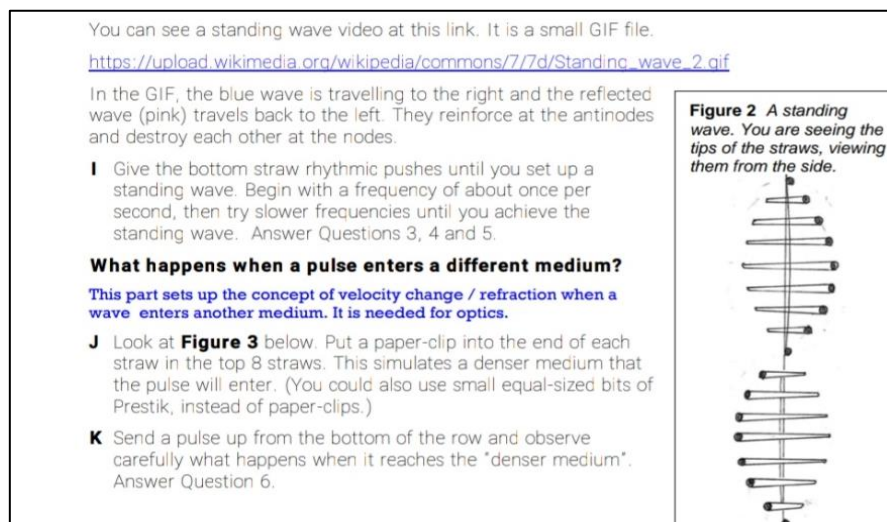 You can see a standing wave video at this link. It is a small GIF file.
https://upload.wikimedia.org/wikipedia/commons/7/7d/Standing_wave_2.gif
In the GIF, the blue wave is travelling to the right and the reflected
wave (pink) travels back to the left. They reinforce at the antinodes
and destroy each other at the nodes.
I Give the bottom straw rhythmic pushes until you set up a
standing wave. Begin with a frequency of about once per
second, then try slower frequencies until you achieve the
standing wave. Answer Questions 3, 4 and 5.
What happens when a pulse enters a different medium?
This part sets up the concept of velocity change / refraction when a
wave enters another medium. It is needed for optics.
J Look at Figure 3 below. Put a paper-clip into the end of each
straw in the top 8 straws. This simulates a denser medium that
the pulse will enter. (You could also use small equal-sized bits of
Prestik, instead of paper-clips.)
K Send a pulse up from the bottom of the row and observe
carefully what happens when it reaches the "denser medium".
Answer Question 6.
Figure 2 A standing
wave. You are seeing the
tips of the straws, viewing
them from the side.